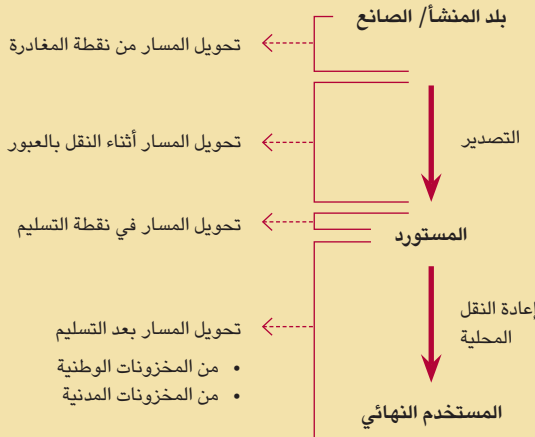 بلد المنشأ/ الصانع
تحويل المسار من نقطة المغادرة
التصدير
تحويل المسار أثناء النقل بالعبور
تحويل المسار في نقطة التسليم
المستورد
إعادة النقل
المحلية
تحويل المسار بعد التسليم
• من المخزونات الوطنية
• من المخزونات المدنية
المستخدم النهائي